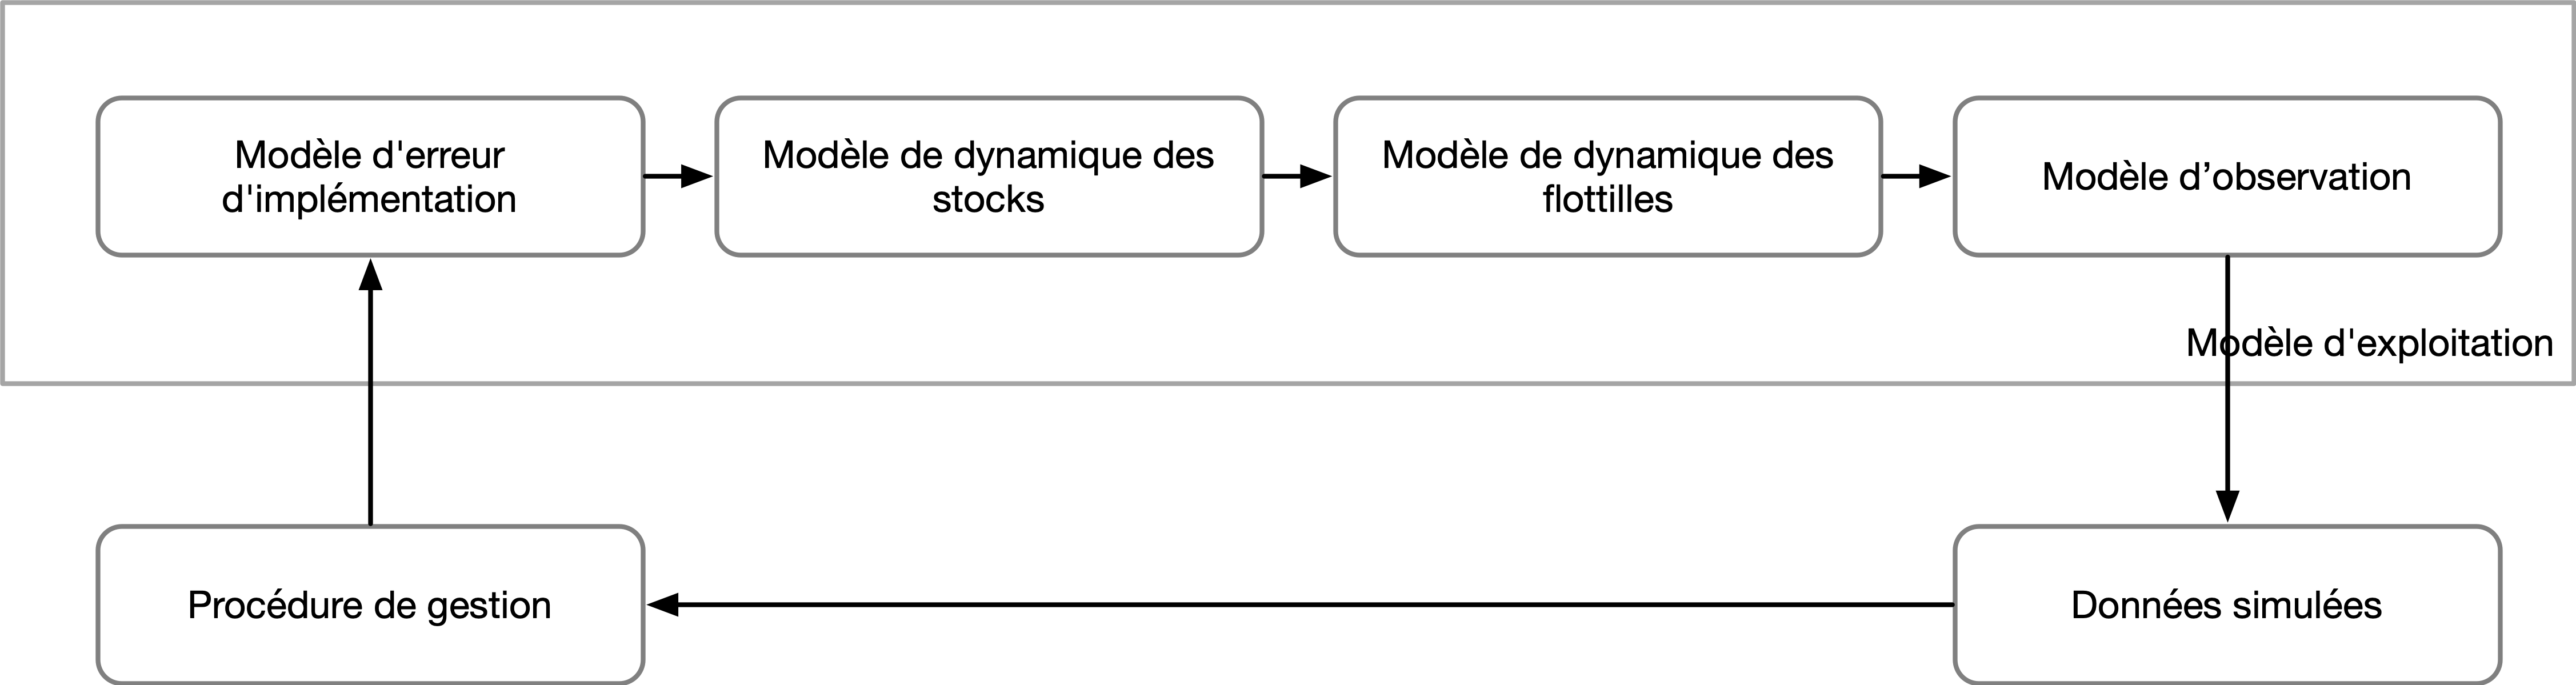 Modèle d'erreur
d'implémentation
Modèle de dynamique des
stocks
Modèle de dynamique des
flottilles
Modèle d’observation
Modèle d'exploitation
Procédure de gestion
Données simulées